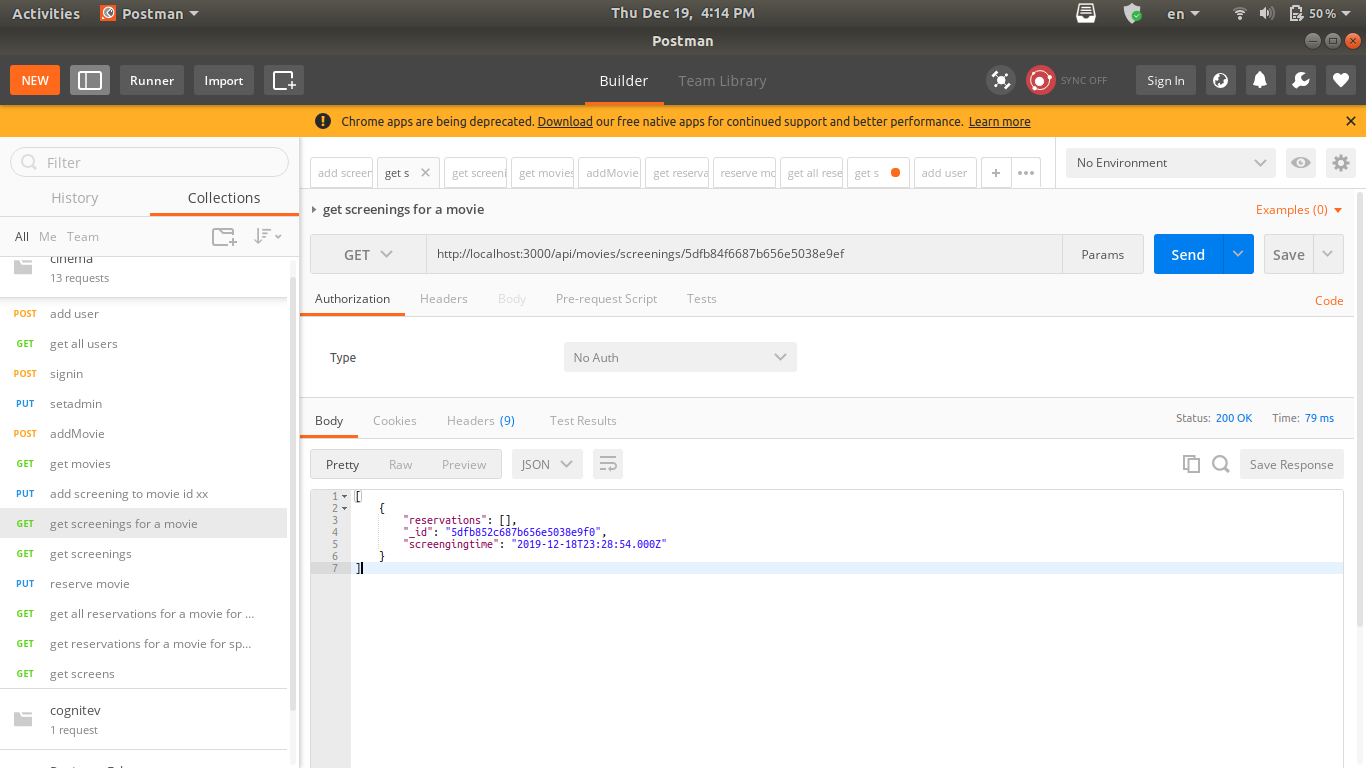 Activities Postman Thu Dec 19, 4:14 PM en 50 %
Postman
NEW Runner Import Builder Team Library SYNC OFF Sign In
Chrome apps are being deprecated. Download our free native apps for continued support and better performance. Learn more
Filter
History Collections
All Me Team
cinema
13 requests
POST add user
GET get all users
POST signin
PUT setadmin
POST addMovie
GET get movies
PUT add screening to movie id xx
GET get screenings for a movie
GET get screenings
PUT reserve movie
GET get all reservations for a movie for ...
GET get reservations for a movie for sp...
GET get screens
cognitev
1 request
add screer get s get screeni get movies addMovie get reserva reserve mo get all rese get s add user + ••• No Environment
get screenings for a movie Examples (0)
GET http://localhost:3000/api/movies/screenings/5dfb84f6687b656e5038e9ef Params Send Save
Authorization Headers Body Pre-request Script Tests Code
Type No Auth
Body Cookies Headers (9) Test Results Status: 200 OK Time: 79 ms
Pretty Raw Preview JSON Save Response
1 [
2 {
3 "reservations": [],
4 "_id": "5dfb852c687b656e5038e9f0",
5 "screengingtime": "2019-12-18T23:28:54.000Z"
6 }
7 ]